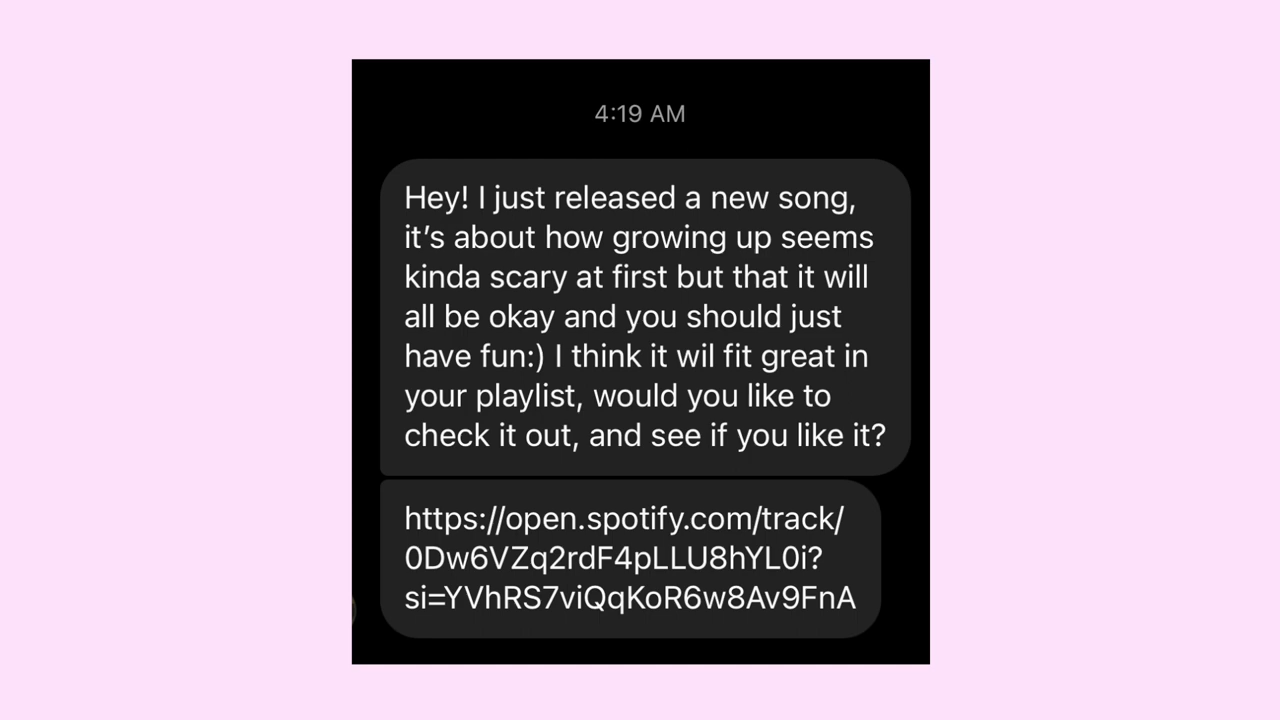 4:19 AM
Hey! I just released a new song,
it’s about how growing up seems
kinda scary at first but that it will
all be okay and you should just
have fun:) I think it wil fit great in
your playlist, would you like to
check it out, and see if you like it?
https://open.spotify.com/track/
0Dw6VZq2rdF4pLLU8hYL0i?
si=YVhRS7viQqKoR6w8Av9FnA